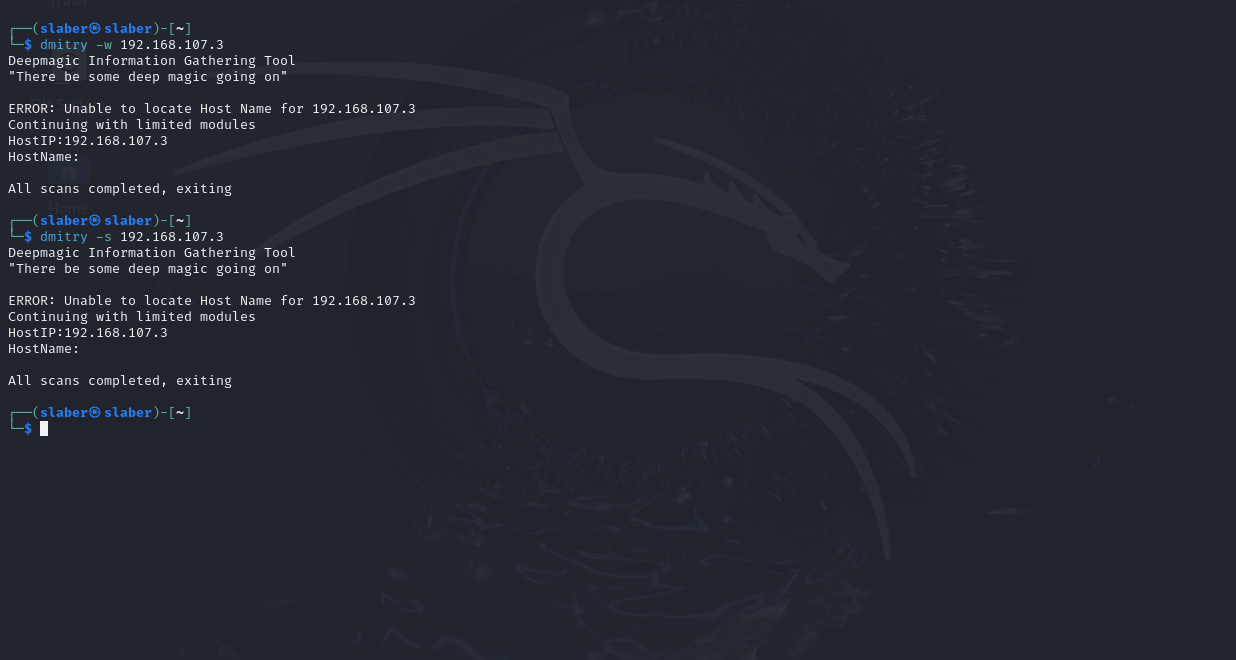 Trash
┌──(slaber㉿slaber)-[~]
└─$ dmitry -w 192.168.107.3
Deepmagic Information Gathering Tool
"There be some deep magic going on"
ERROR: Unable to locate Host Name for 192.168.107.3
Continuing with limited modules
HostIP:192.168.107.3
HostName:
All scans completed, exiting
Home
┌──(slaber㉿slaber)-[~]
└─$ dmitry -s 192.168.107.3
Deepmagic Information Gathering Tool
"There be some deep magic going on"
ERROR: Unable to locate Host Name for 192.168.107.3
Continuing with limited modules
HostIP:192.168.107.3
HostName:
All scans completed, exiting
┌──(slaber㉿slaber)-[~]
└─$